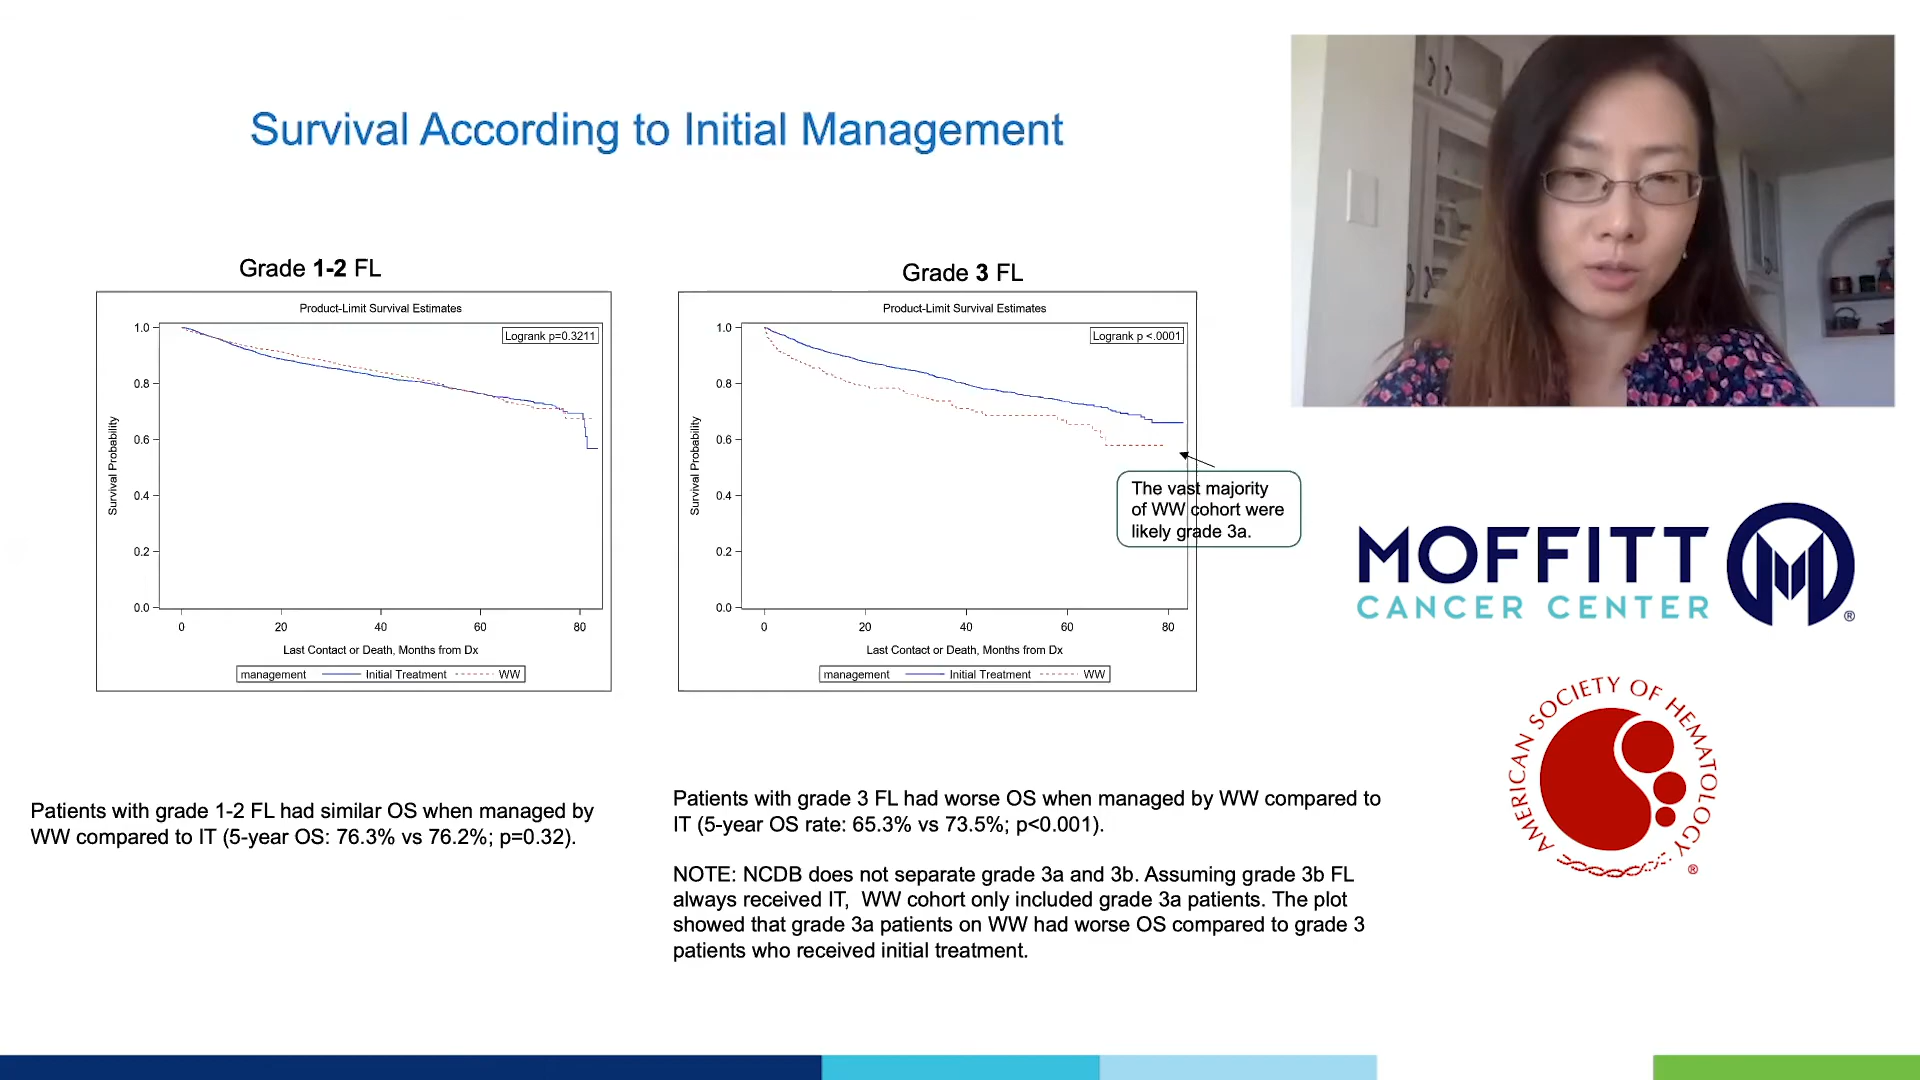 Survival According to Initial Management
Grade 1-2 FL
Product-Limit Survival Estimates
Logrank p=0.3211
1.0
0.8
0.6
0.4
0.2
0.0
Survival Probability
0 20 40 60 80
Last Contact or Death, Months from Dx
management Initial Treatment WW
Patients with grade 1-2 FL had similar OS when managed by
WW compared to IT (5-year OS: 76.3% vs 76.2%; p=0.32).
Grade 3 FL
Product-Limit Survival Estimates
Logrank p <.0001
1.0
0.8
0.6
0.4
0.2
0.0
Survival Probability
0 20 40 60 80
Last Contact or Death, Months from Dx
management Initial Treatment WW
The vast majority
of WW cohort were
likely grade 3a.
Patients with grade 3 FL had worse OS when managed by WW compared to
IT (5-year OS rate: 65.3% vs 73.5%; p<0.001).
NOTE: NCDB does not separate grade 3a and 3b. Assuming grade 3b FL
always received IT, WW cohort only included grade 3a patients. The plot
showed that grade 3a patients on WW had worse OS compared to grade 3
patients who received initial treatment.
MOFFITT
CANCER CENTER
®
AMERICAN SOCIETY OF HEMATOLOGY
®